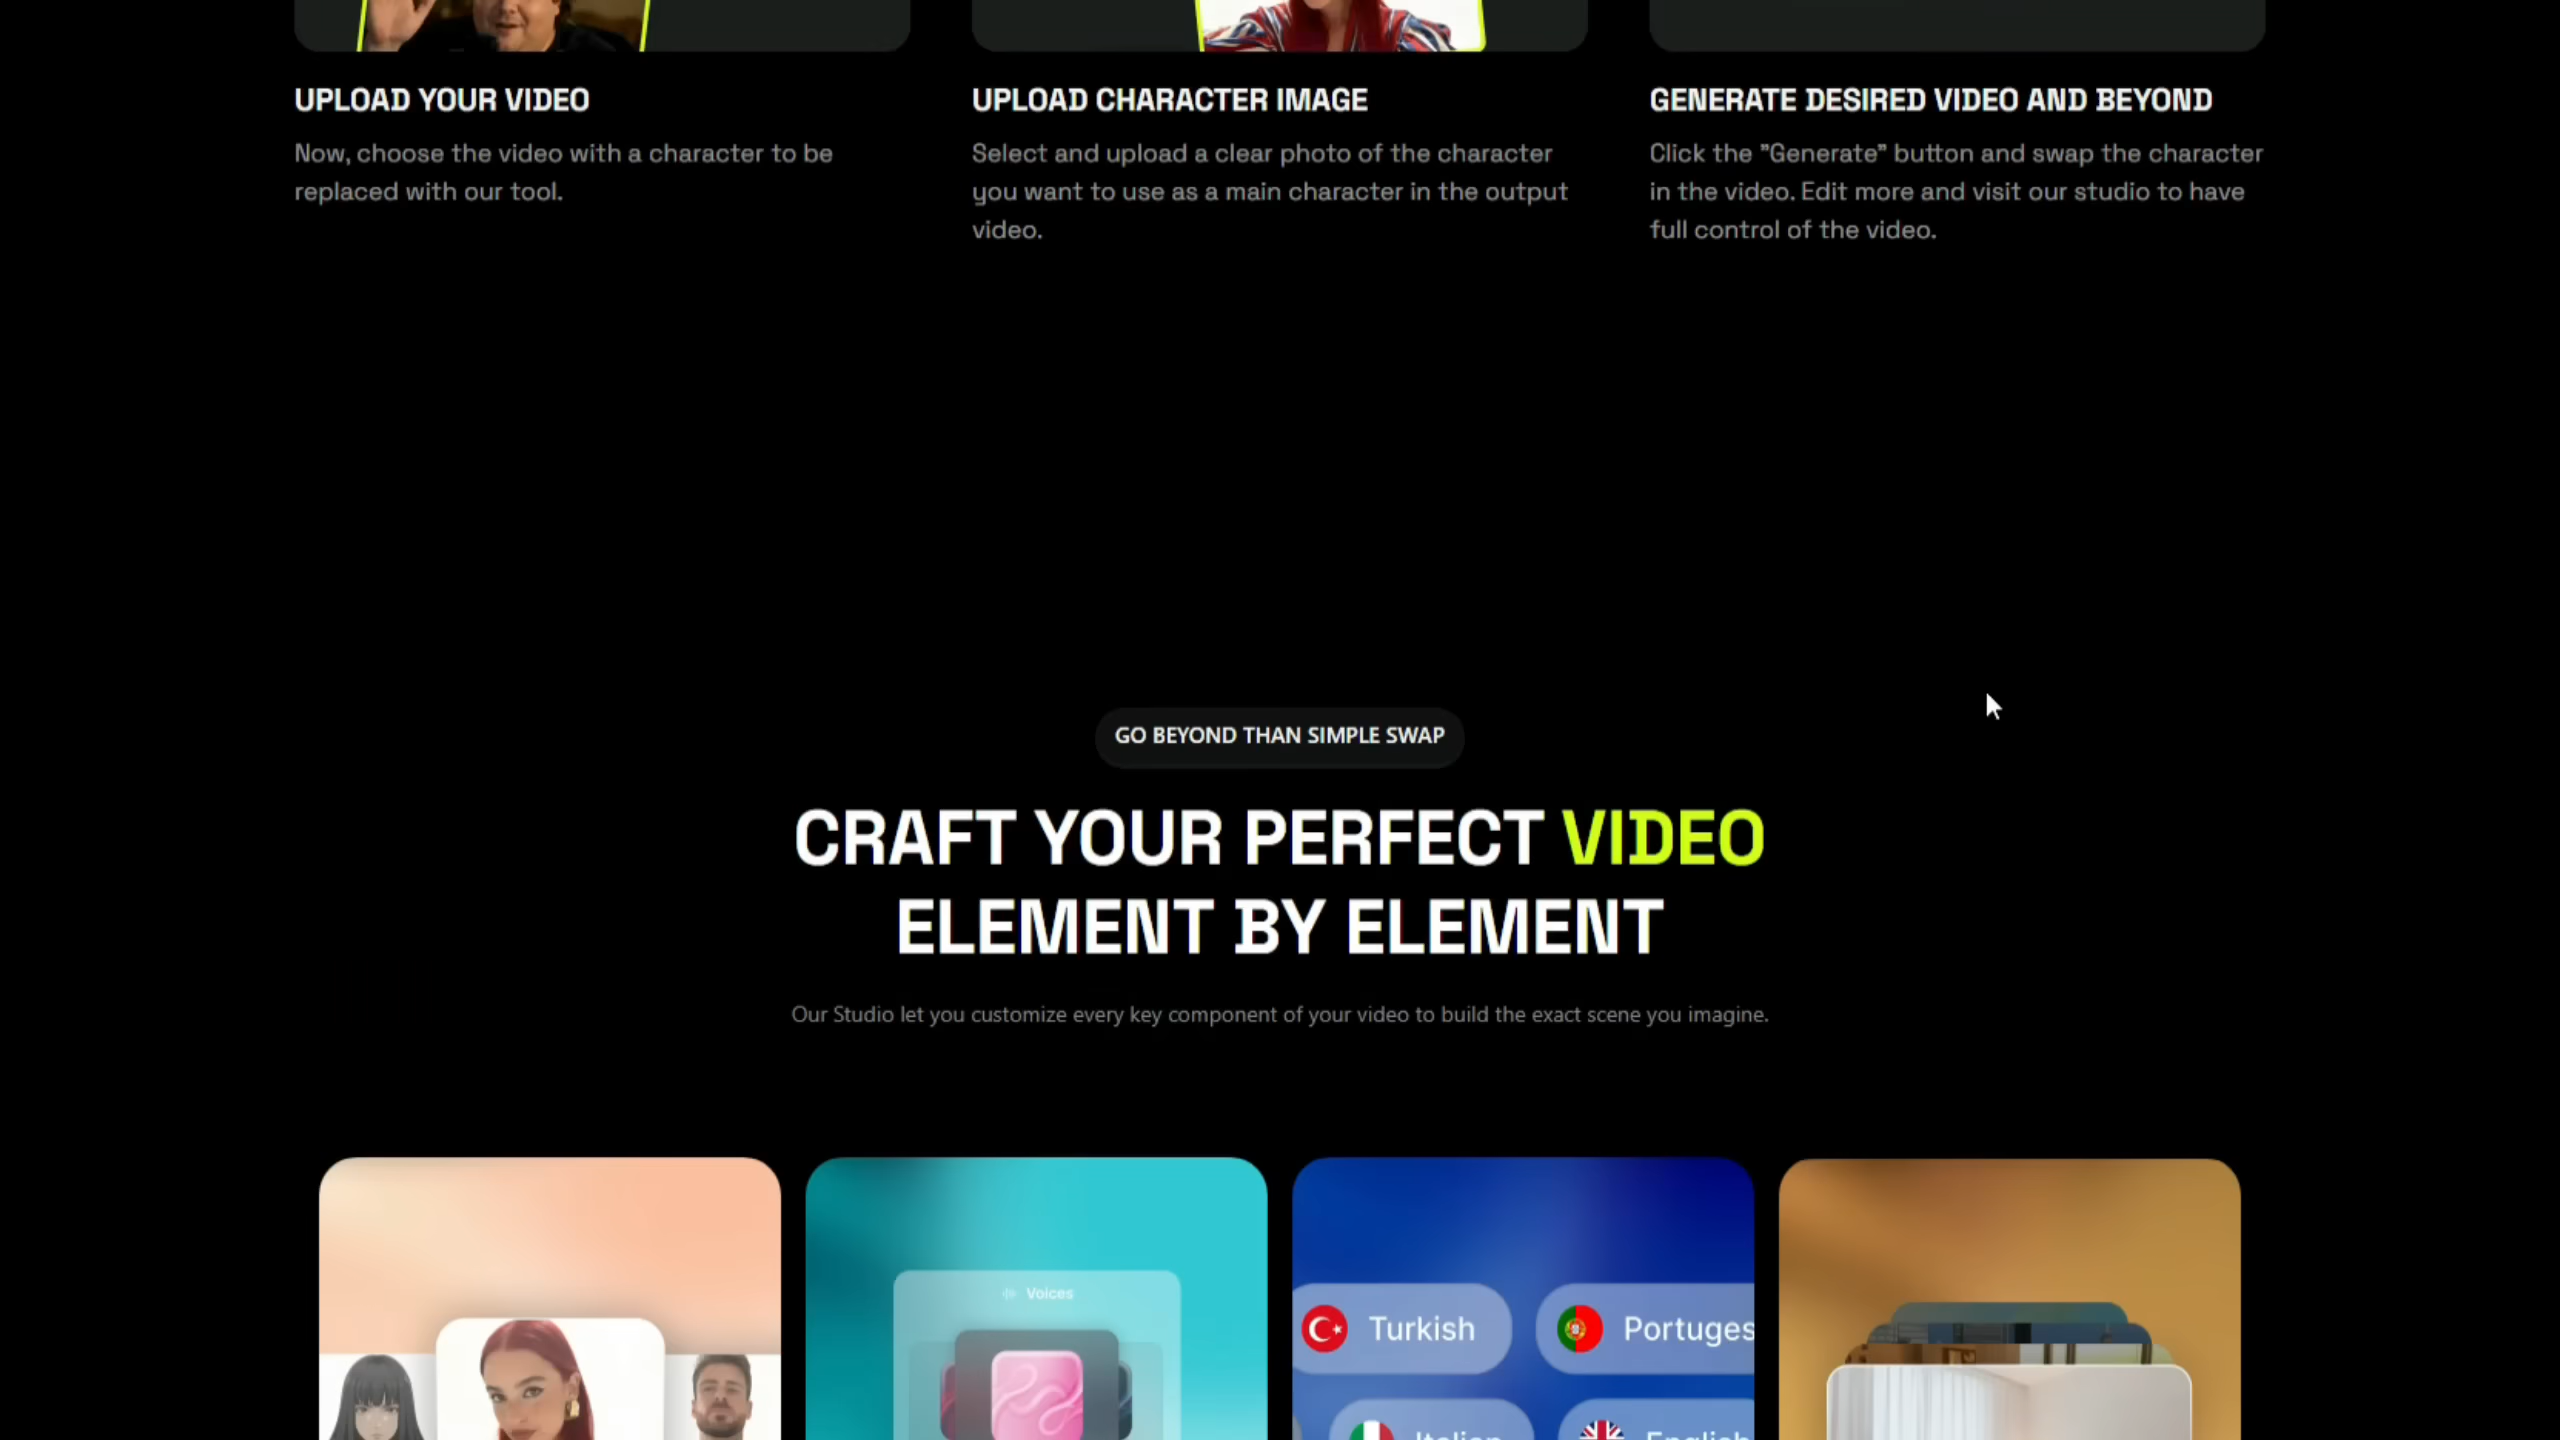 UPLOAD YOUR VIDEO
Now, choose the video with a character to be
replaced with our tool.
UPLOAD CHARACTER IMAGE
Select and upload a clear photo of the character
you want to use as a main character in the output
video.
GENERATE DESIRED VIDEO AND BEYOND
Click the "Generate" button and swap the character
in the video. Edit more and visit our studio to have
full control of the video.
GO BEYOND THAN SIMPLE SWAP
CRAFT YOUR PERFECT VIDEO
ELEMENT BY ELEMENT
Our Studio let you customize every key component of your video to build the exact scene you imagine.
Voices
Turkish
Portuges
Italian
English